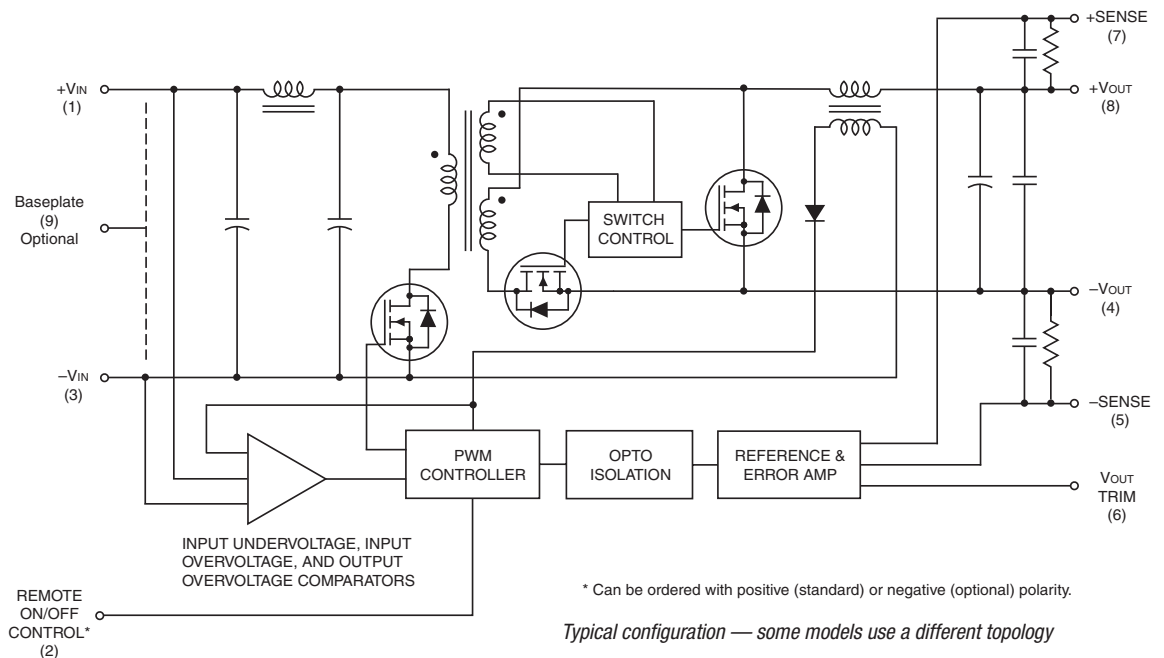 +SENSE
(7)
+VIN
(1)
+VOUT
(8)
Baseplate
(9)
Optional
SWITCH
CONTROL
–VOUT
(4)
–VIN
(3)
–SENSE
(5)
PWM
CONTROLLER
OPTO
ISOLATION
REFERENCE &
ERROR AMP
VOUT
TRIM
(6)
INPUT UNDERVOLTAGE, INPUT
OVERVOLTAGE, AND OUTPUT
OVERVOLTAGE COMPARATORS
REMOTE
ON/OFF
CONTROL*
(2)
* Can be ordered with positive (standard) or negative (optional) polarity.
Typical configuration — some models use a different topology